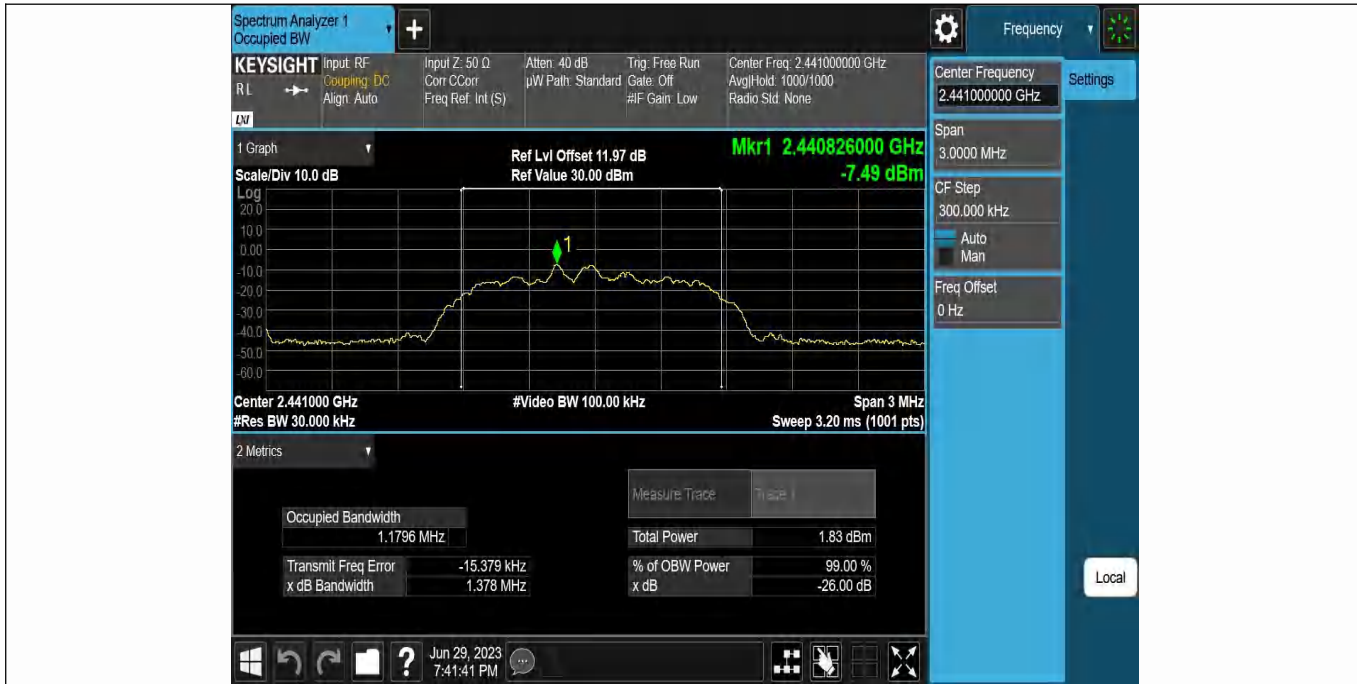 Spectrum Analyzer 1
Occupied BW
+
Frequency
KEYSIGHT
RL
LXI
Input: RF
Coupling: DC
Align: Auto
Input Z: 50 Ω
Corr CCorr
Freq Ref: Int (S)
Atten: 40 dB
µW Path: Standard
Trig: Free Run
Gate: Off
#IF Gain: Low
Center Freq: 2.441000000 GHz
Avg|Hold: 1000/1000
Radio Std: None
Center Frequency
2.441000000 GHz
Settings
Span
3.0000 MHz
CF Step
300.000 kHz
Auto
Man
Freq Offset
0 Hz
Local
1 Graph
Scale/Div 10.0 dB
Ref Lvl Offset 11.97 dB
Ref Value 30.00 dBm
Mkr1 2.440826000 GHz
-7.49 dBm
Log
20.0
10.0
0.00
-10.0
-20.0
-30.0
-40.0
-50.0
-60.0
1
Center 2.441000 GHz
#Res BW 30.000 kHz
#Video BW 100.00 kHz
Span 3 MHz
Sweep 3.20 ms (1001 pts)
2 Metrics
Measure Trace
Trace 1
Occupied Bandwidth
1.1796 MHz
Total Power
1.83 dBm
Transmit Freq Error
-15.379 kHz
% of OBW Power
99.00 %
x dB Bandwidth
1.378 MHz
x dB
-26.00 dB
?
Jun 29, 2023
7:41:41 PM